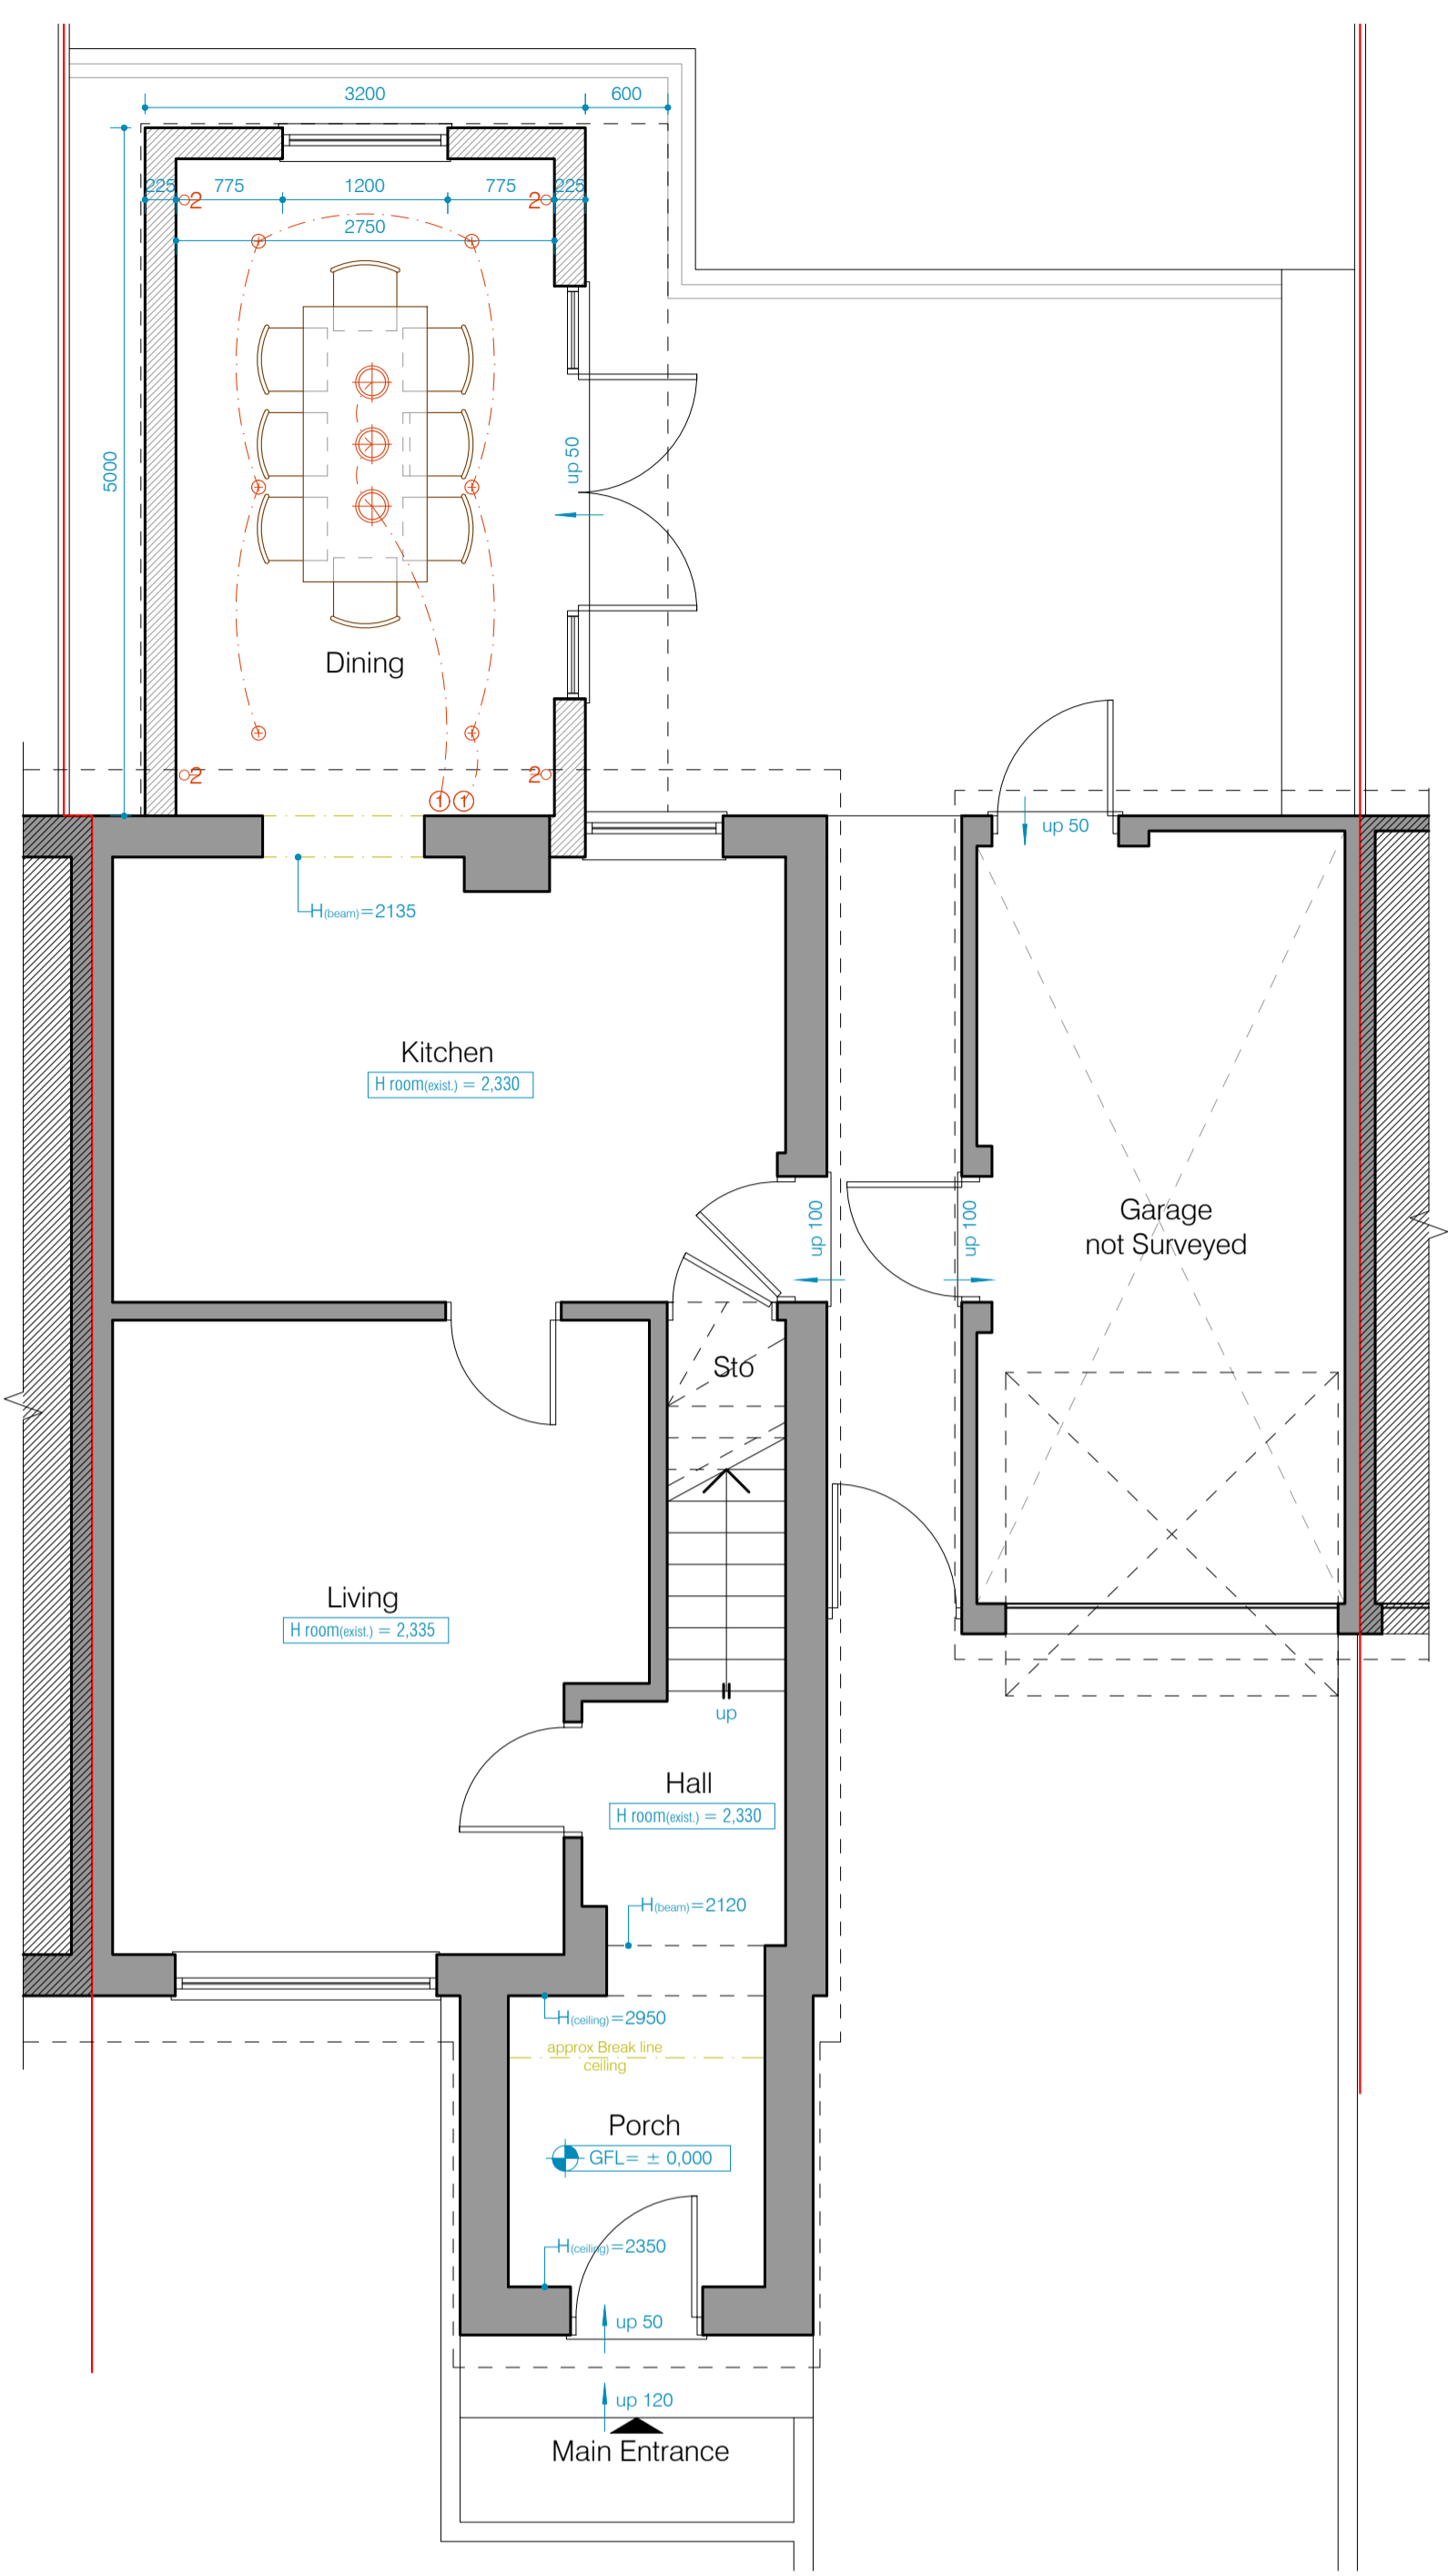 3200
600
225
775
1200
775
225
2
2
2750
5000
up 50
Dining
2
2
1
1
up 50
H(beam)=2135
Kitchen
H room(exist.) = 2,330
up 100
up 100
Garage
not Surveyed
Sto
Living
H room(exist.) = 2,335
up
Hall
H room(exist.) = 2,330
H(beam)=2120
H(ceiling)=2950
approx Break line
ceiling
Porch
GFL= ± 0,000
H(ceiling)=2350
up 50
up 120
Main Entrance